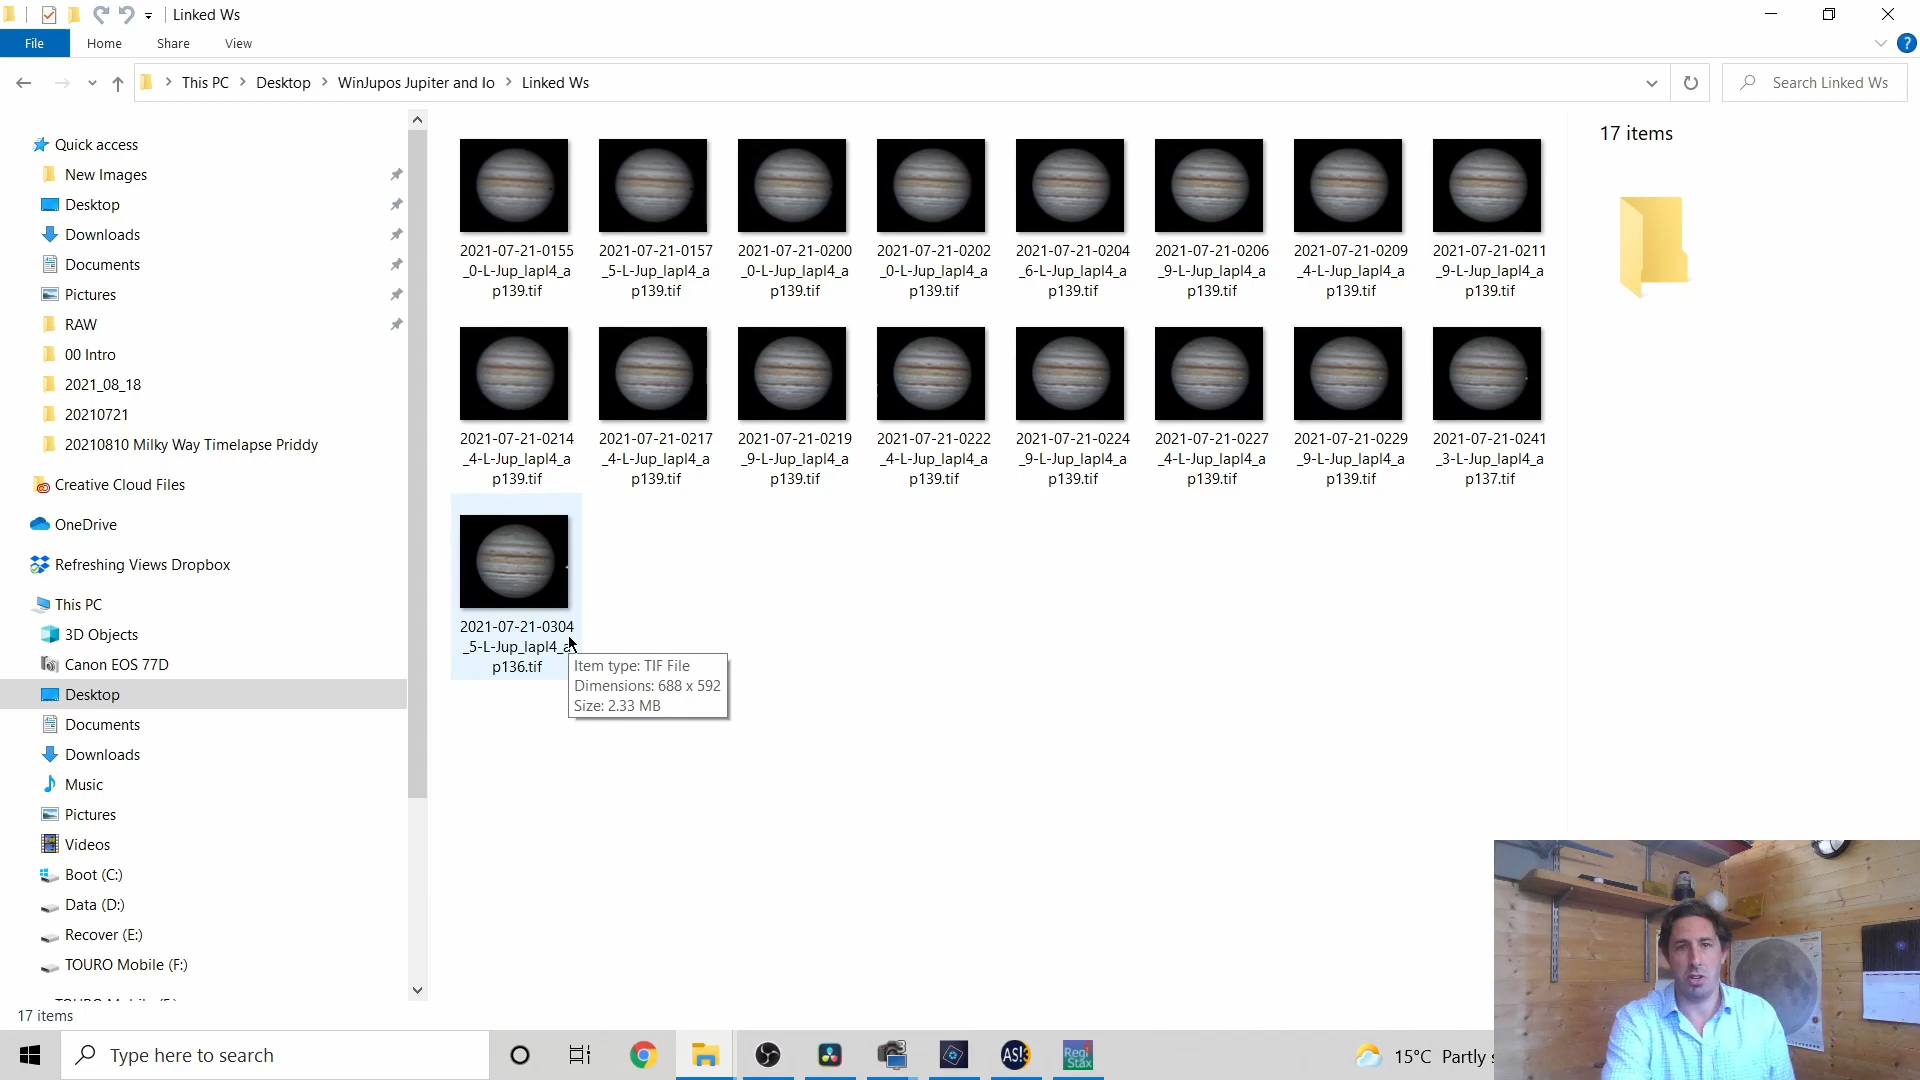 Linked Ws
File
Home
Share
View
This PC
Desktop
WinJupos Jupiter and Io
Linked Ws
Search Linked Ws
Quick access
New Images
Desktop
Downloads
Documents
Pictures
RAW
00 Intro
2021_08_18
20210721
20210810 Milky Way Timelapse Priddy
Creative Cloud Files
OneDrive
Refreshing Views Dropbox
This PC
3D Objects
Canon EOS 77D
Desktop
Documents
Downloads
Music
Pictures
Videos
Boot (C:)
Data (D:)
Recover (E:)
TOURO Mobile (F:)
2021-07-21-0155
_0-L-Jup_lapl4_a
p139.tif
2021-07-21-0157
_5-L-Jup_lapl4_a
p139.tif
2021-07-21-0200
_0-L-Jup_lapl4_a
p139.tif
2021-07-21-0202
_0-L-Jup_lapl4_a
p139.tif
2021-07-21-0204
_6-L-Jup_lapl4_a
p139.tif
2021-07-21-0206
_9-L-Jup_lapl4_a
p139.tif
2021-07-21-0209
_4-L-Jup_lapl4_a
p139.tif
2021-07-21-0211
_9-L-Jup_lapl4_a
p139.tif
2021-07-21-0214
_4-L-Jup_lapl4_a
p139.tif
2021-07-21-0217
_4-L-Jup_lapl4_a
p139.tif
2021-07-21-0219
_9-L-Jup_lapl4_a
p139.tif
2021-07-21-0222
_4-L-Jup_lapl4_a
p139.tif
2021-07-21-0224
_9-L-Jup_lapl4_a
p139.tif
2021-07-21-0227
_4-L-Jup_lapl4_a
p139.tif
2021-07-21-0229
_9-L-Jup_lapl4_a
p139.tif
2021-07-21-0241
_3-L-Jup_lapl4_a
p137.tif
2021-07-21-0304
_5-L-Jup_lapl4_a
p136.tif
Item type: TIF File
Dimensions: 688 x 592
Size: 2.33 MB
17 items
17 items
Type here to search
AS!3
Regi
Stax
15°C Partly